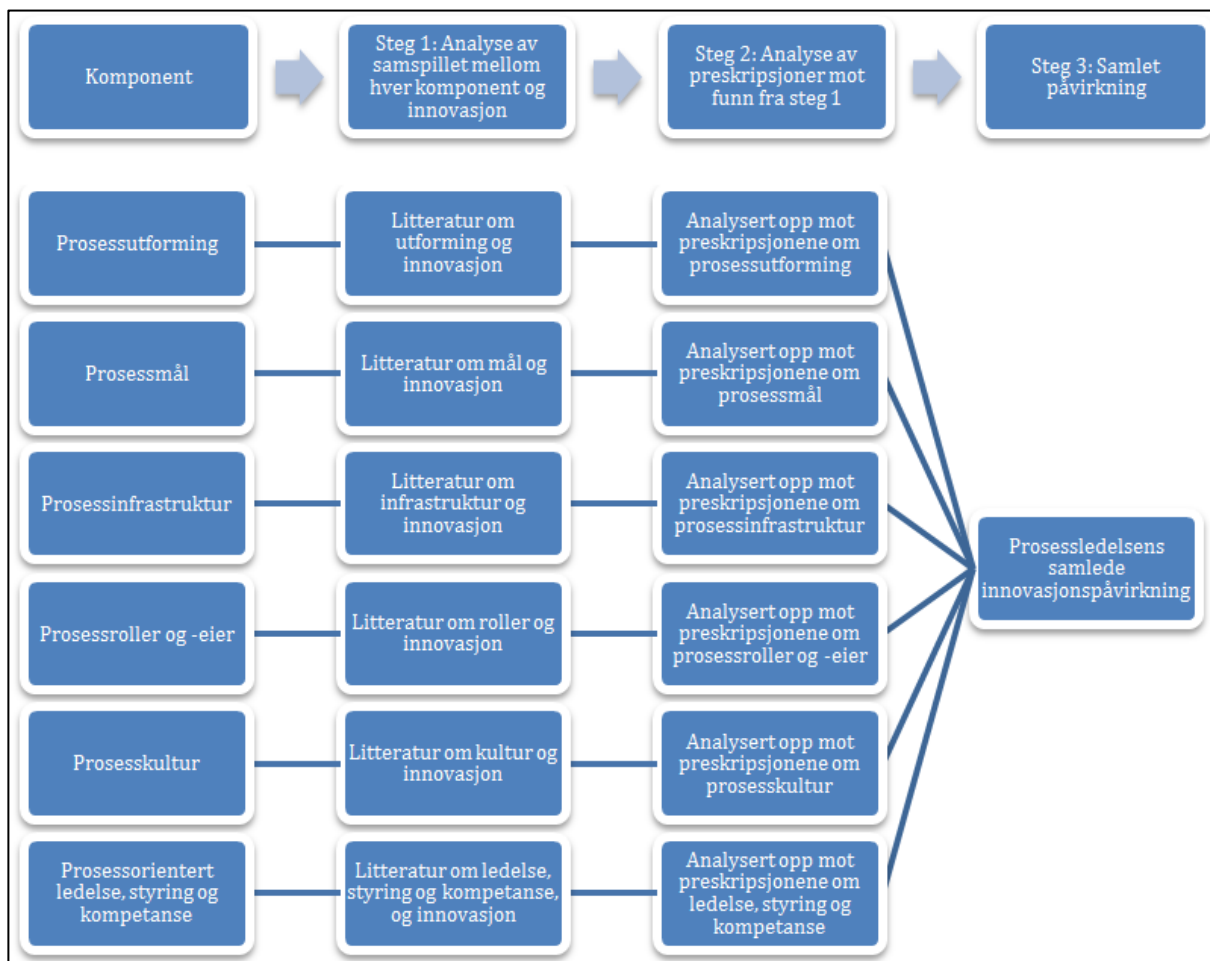 Komponent
Steg 1: Analyse av
samspillet mellom
hver komponent og
innovasjon
Steg 2: Analyse av
preskripsjoner mot
funn fra steg 1
Steg 3: Samlet
påvirkning
Prosessutforming
Litteratur om
utforming og
innovasjon
Analysert opp mot
preskripsjonene om
prosessutforming
Prosessmål
Litteratur om mål og
innovasjon
Analysert opp mot
preskripsjonene om
prosessmål
Prosessinfrastruktur
Litteratur om
infrastruktur og
innovasjon
Analysert opp mot
preskripsjonene om
prosessinfrastruktur
Prosessledelsens
samlede
innovasjonspåvirkning
Prosessroller og -eier
Litteratur om roller og
innovasjon
Analysert opp mot
preskripsjonene om
prosessroller og -eier
Prosesskultur
Litteratur om kultur og
innovasjon
Analysert opp mot
preskripsjonene om
prosesskultur
Prosessorientert
ledelse, styring og
kompetanse
Litteratur om ledelse,
styring og kompetanse,
og innovasjon
Analysert opp mot
preskripsjonene om
ledelse, styring og
kompetanse